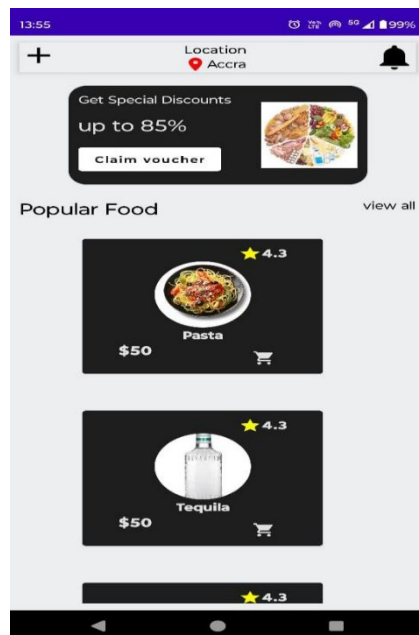 13:55 5G 99%
Location
Accra
Get Special Discounts
up to 85%
Claim voucher
Popular Food view all
4.3
Pasta
$50
4.3
Tequila
$50
4.3